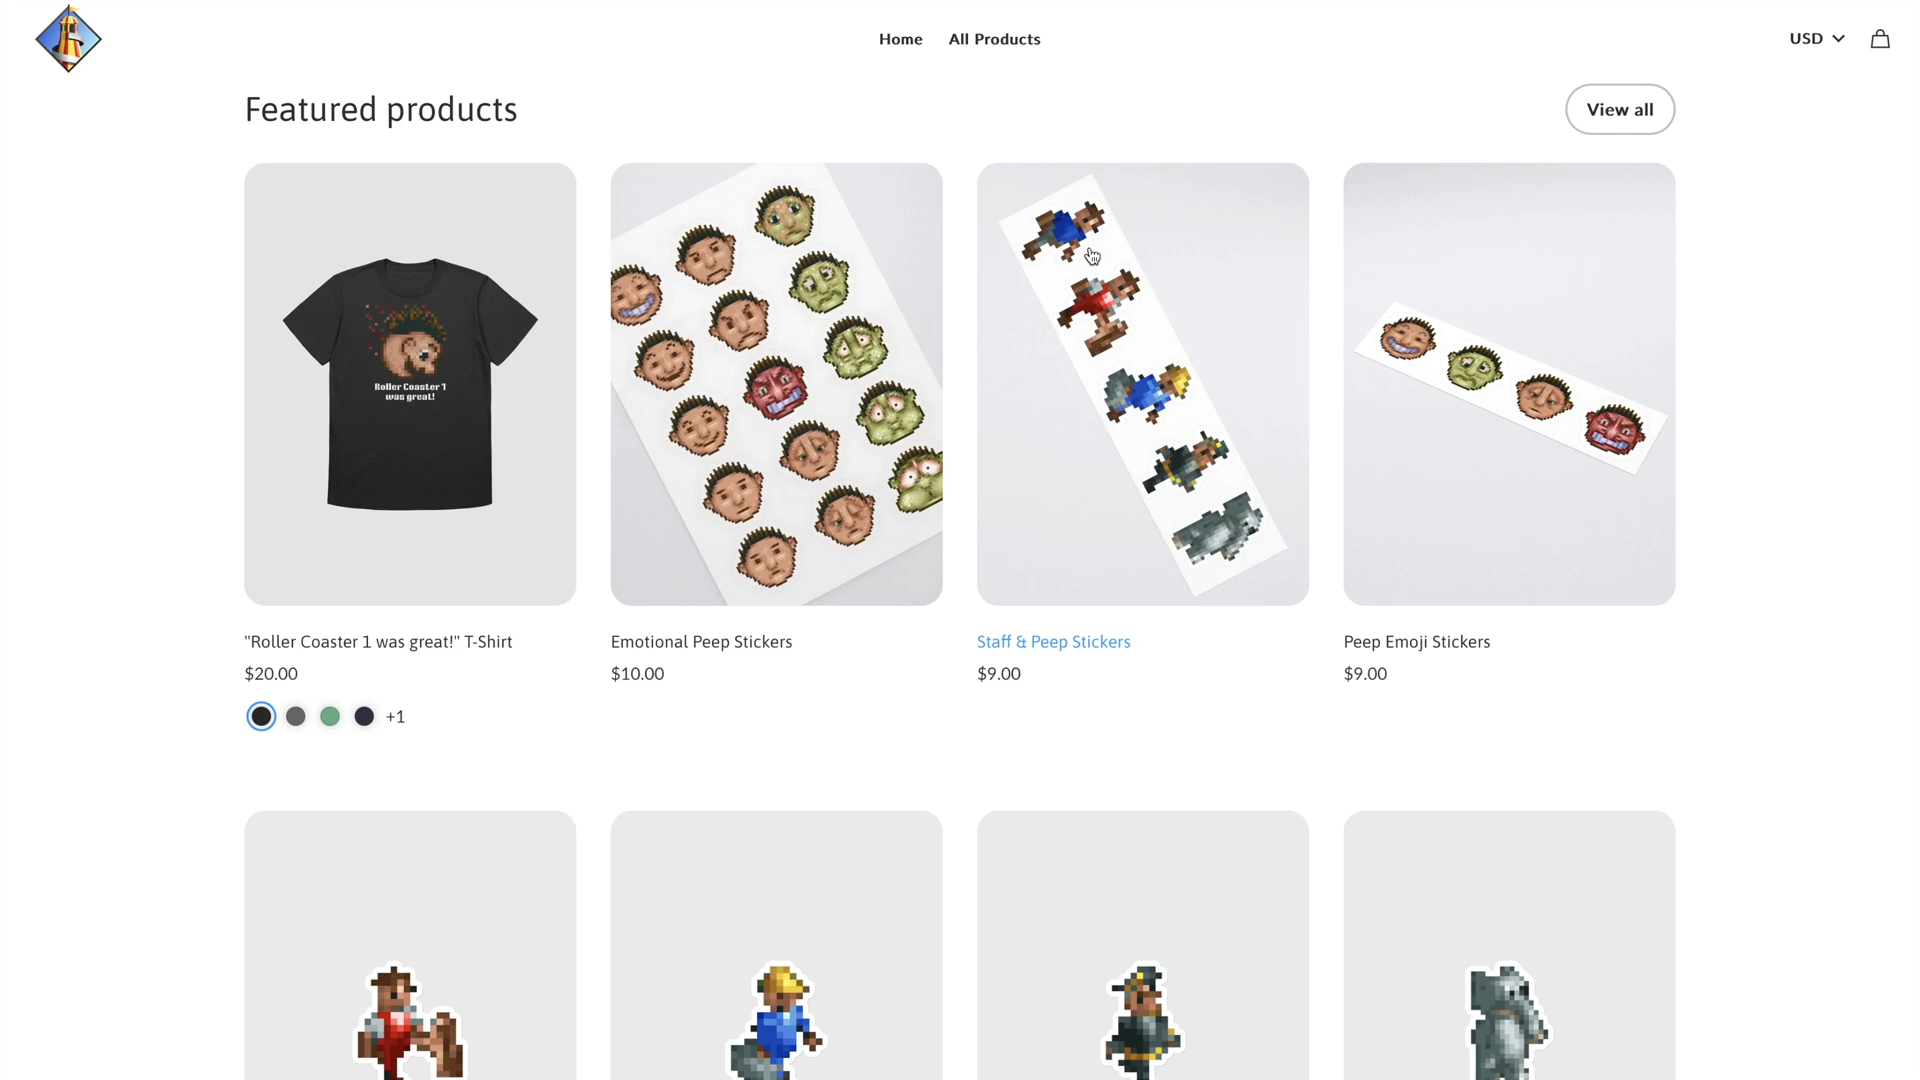 Home
All Products
USD
Featured products
View all
Roller Coaster 1
was great!
"Roller Coaster 1 was great!" T-Shirt
$20.00
+1
Emotional Peep Stickers
$10.00
Staff & Peep Stickers
$9.00
Peep Emoji Stickers
$9.00